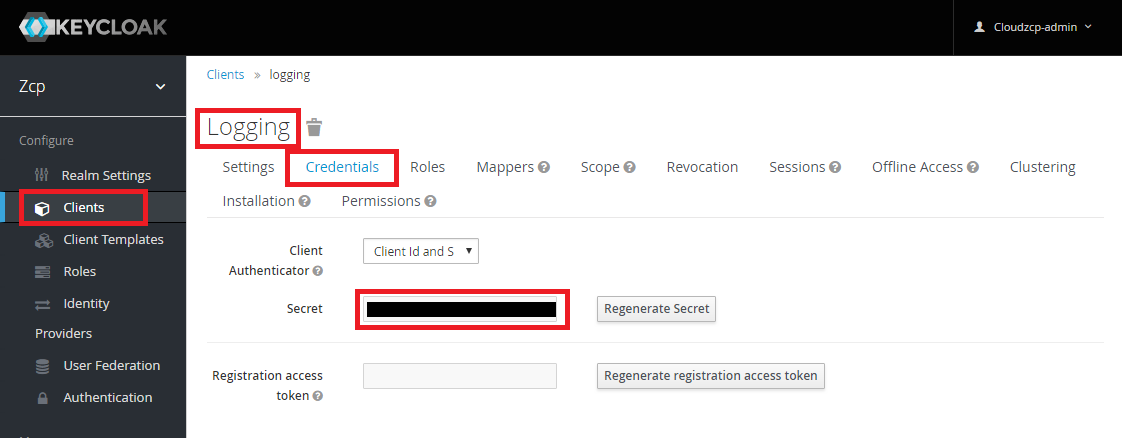 KEYCLOAK
Cloudzcp-admin
Zcp
Configure
Realm Settings
Clients
Client Templates
Roles
Identity
Providers
User Federation
Authentication
Clients » logging
Logging
Settings Credentials Roles Mappers ? Scope ? Revocation Sessions ? Offline Access ? Clustering
Installation ? Permissions ?
Client
Authenticator ?
Client Id and S
Secret
Regenerate Secret
Registration access
token ?
Regenerate registration access token